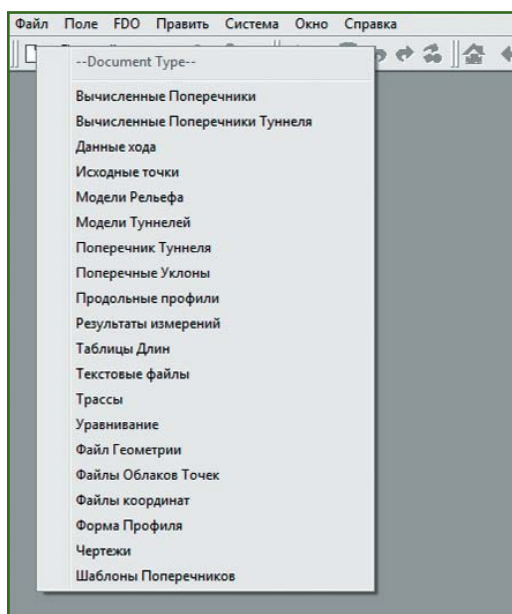 Файл Поле FDO Править Система Окно Справка
--Document Type--
Вычисленные Поперечники
Вычисленные Поперечники Туннеля
Данные хода
Исходные точки
Модели Рельефа
Модели Туннелей
Поперечник Туннеля
Поперечные Уклоны
Продольные профили
Результаты измерений
Таблицы Длин
Текстовые файлы
Трассы
Уравнивание
Файл Геометрии
Файлы Облаков Точек
Файлы координат
Форма Профиля
Чертежи
Шаблоны Поперечников